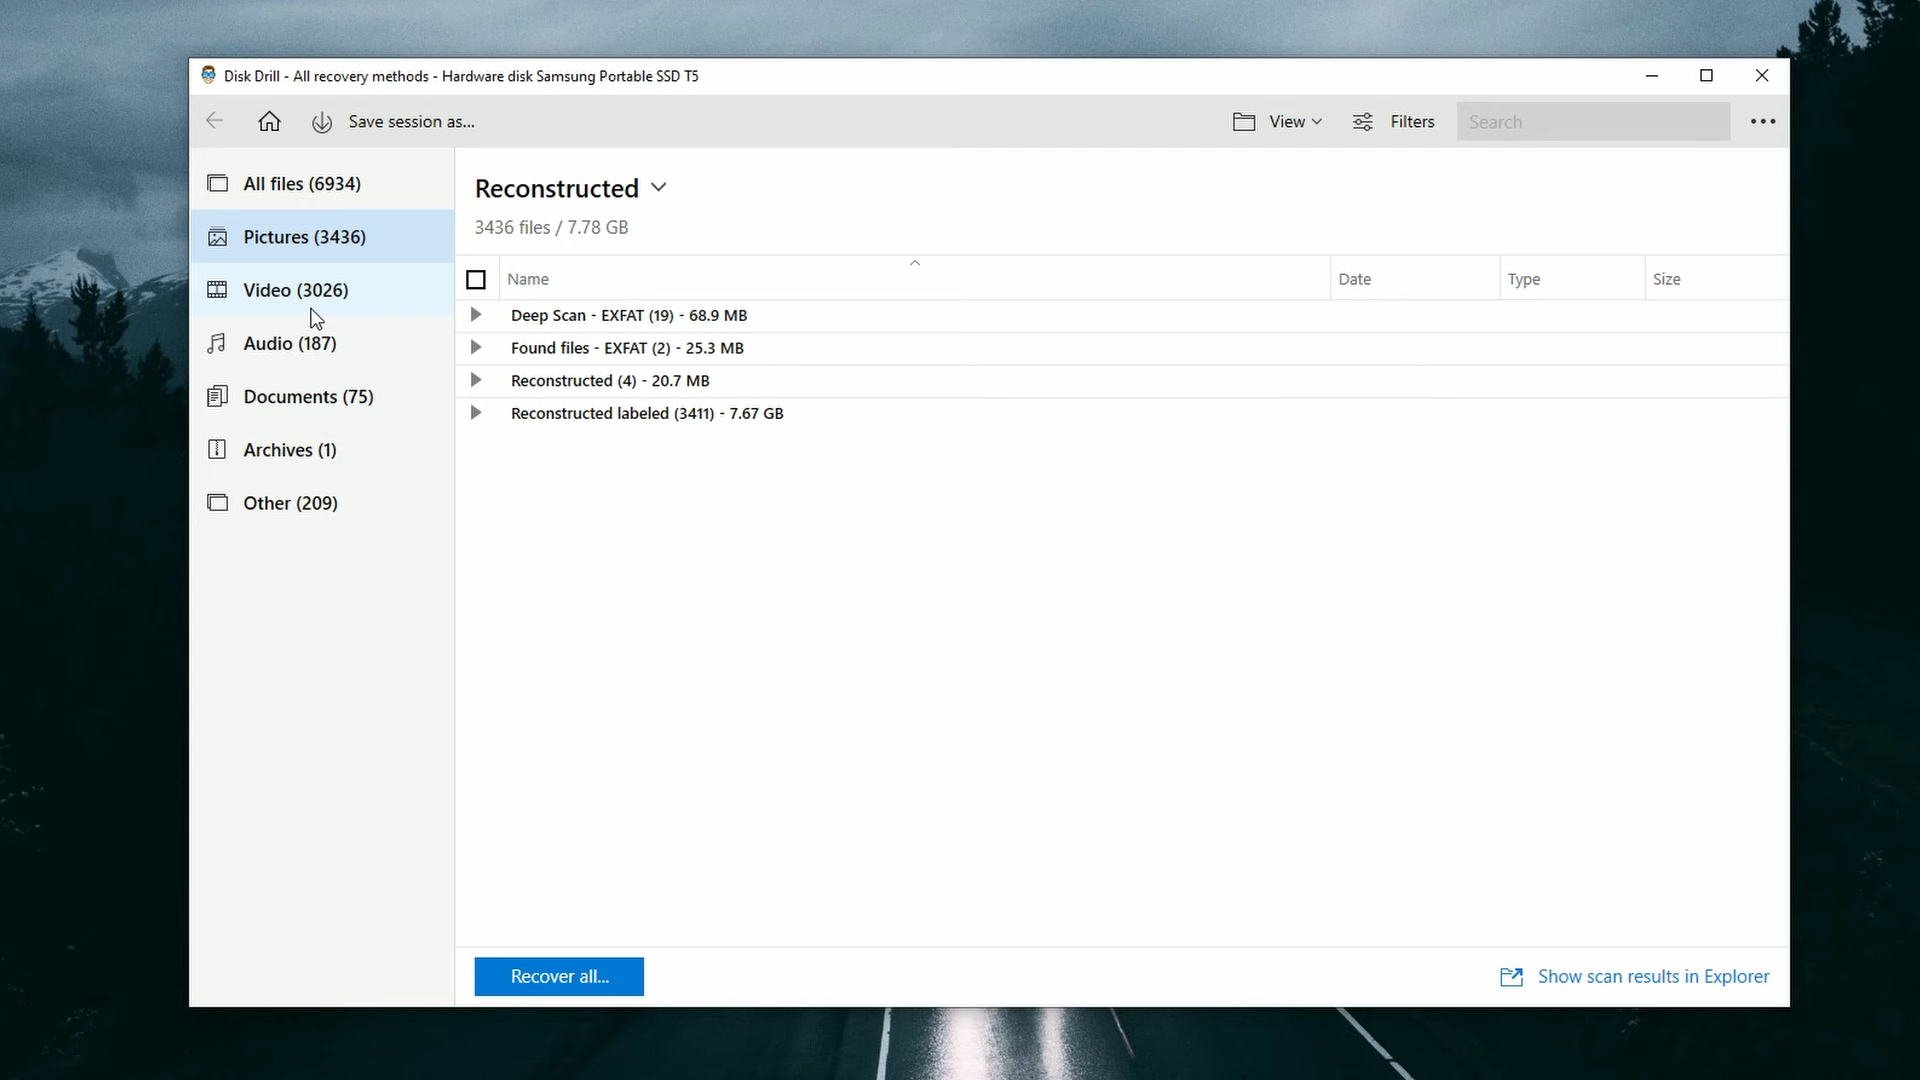 Disk Drill - All recovery methods - Hardware disk Samsung Portable SSD T5
Save session as...
View
Filters
Search
All files (6934)
Pictures (3436)
Video (3026)
Audio (187)
Documents (75)
Archives (1)
Other (209)
Reconstructed
3436 files / 7.78 GB
Name Date Type Size
Deep Scan - EXFAT (19) - 68.9 MB
Found files - EXFAT (2) - 25.3 MB
Reconstructed (4) - 20.7 MB
Reconstructed labeled (3411) - 7.67 GB
Recover all...
Show scan results in Explorer